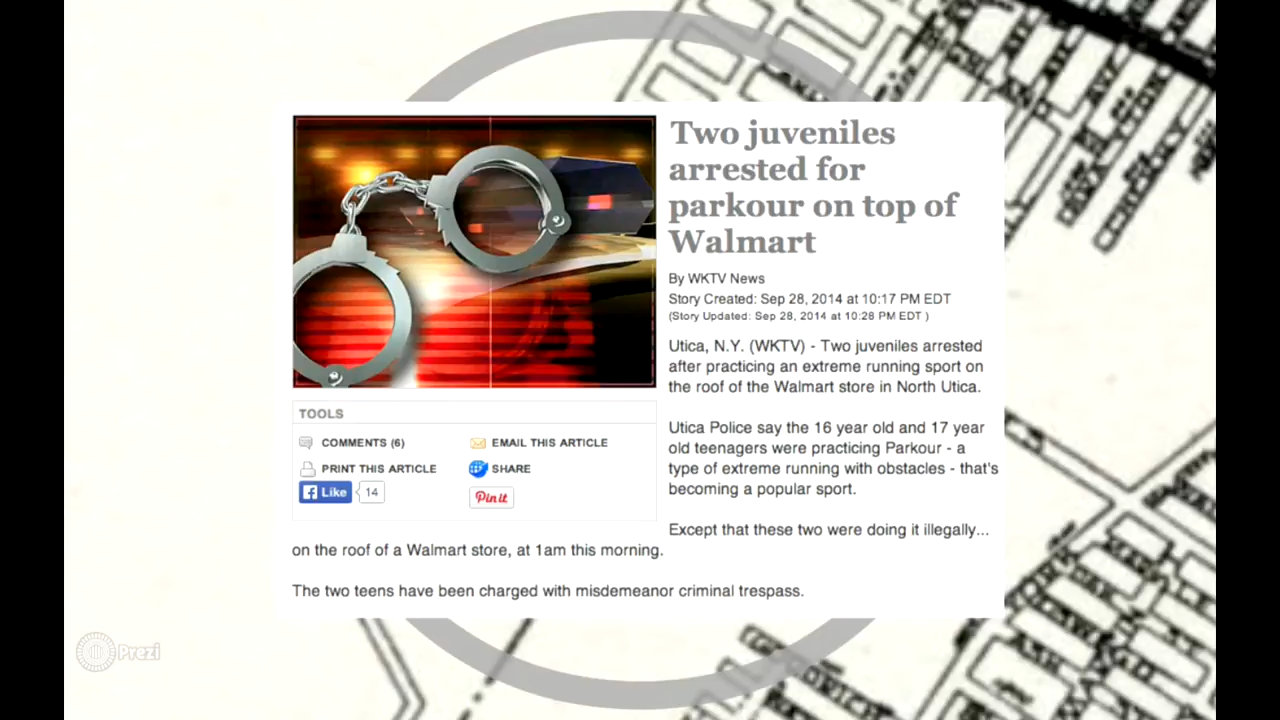 Two juveniles
arrested for
parkour on top of
Walmart
By WKTV News
Story Created: Sep 28, 2014 at 10:17 PM EDT
(Story Updated: Sep 28, 2014 at 10:28 PM EDT )
Utica, N.Y. (WKTV) - Two juveniles arrested
after practicing an extreme running sport on
the roof of the Walmart store in North Utica.
TOOLS
COMMENTS (6)
EMAIL THIS ARTICLE
PRINT THIS ARTICLE
SHARE
Like 14
Pin it
Utica Police say the 16 year old and 17 year
old teenagers were practicing Parkour - a
type of extreme running with obstacles - that's
becoming a popular sport.
Except that these two were doing it illegally...
on the roof of a Walmart store, at 1am this morning.
The two teens have been charged with misdemeanor criminal trespass.
Prezi
ASH